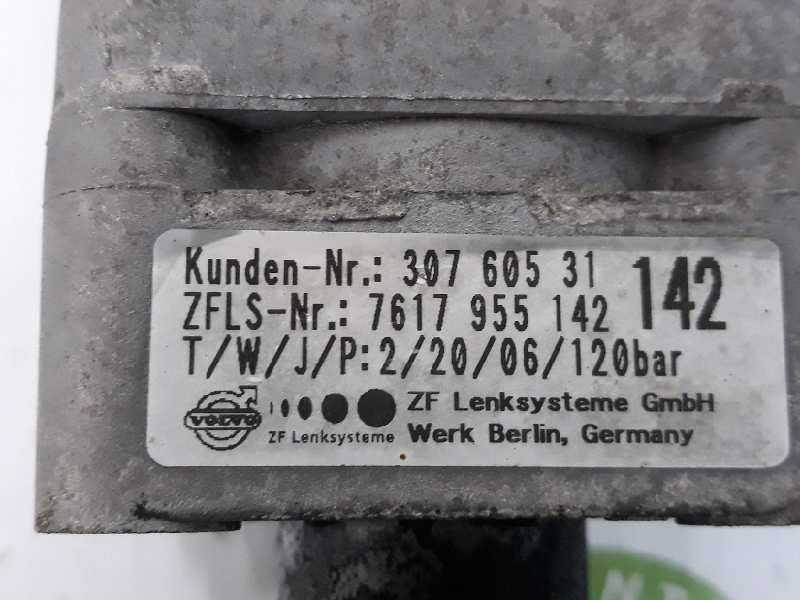 Kunden-Nr.: 307 605 31 142
ZFLS-Nr.: 7617 955 142
T/W/J/P:2/20/06/120bar
VOLVO ZF Lenksysteme ZF Lenksysteme GmbH
Werk Berlin, Germany